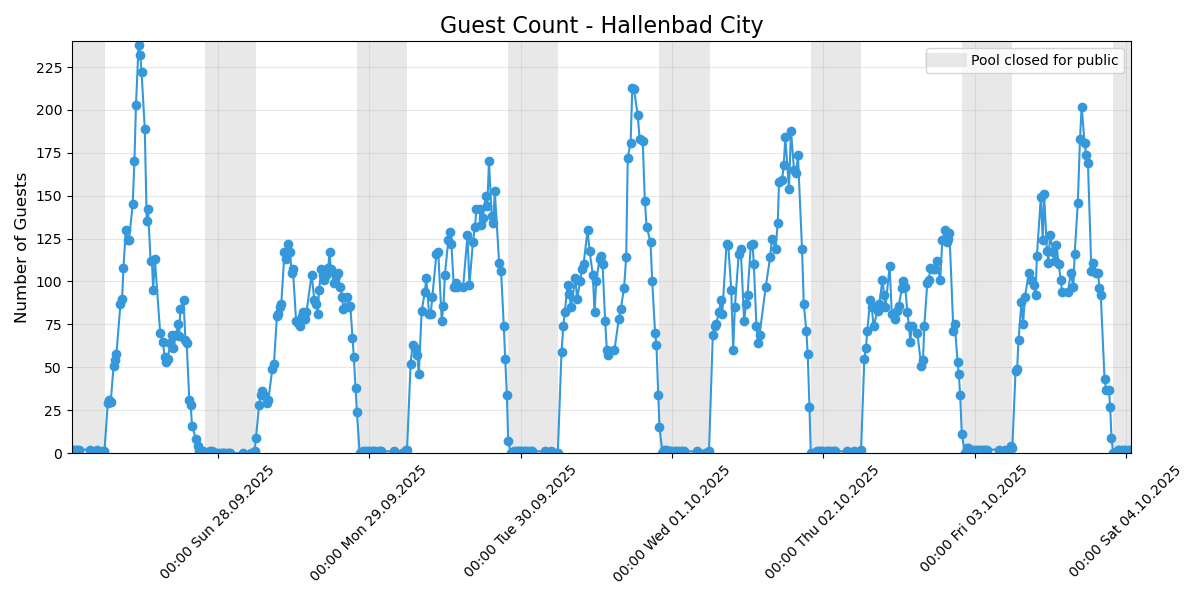 Guest Count - Hallenbad City
Pool closed for public
Number of Guests
225
200
175
150
125
100
75
50
25
0
00:00 Sun 28.09.2025
00:00 Mon 29.09.2025
00:00 Tue 30.09.2025
00:00 Wed 01.10.2025
00:00 Thu 02.10.2025
00:00 Fri 03.10.2025
00:00 Sat 04.10.2025